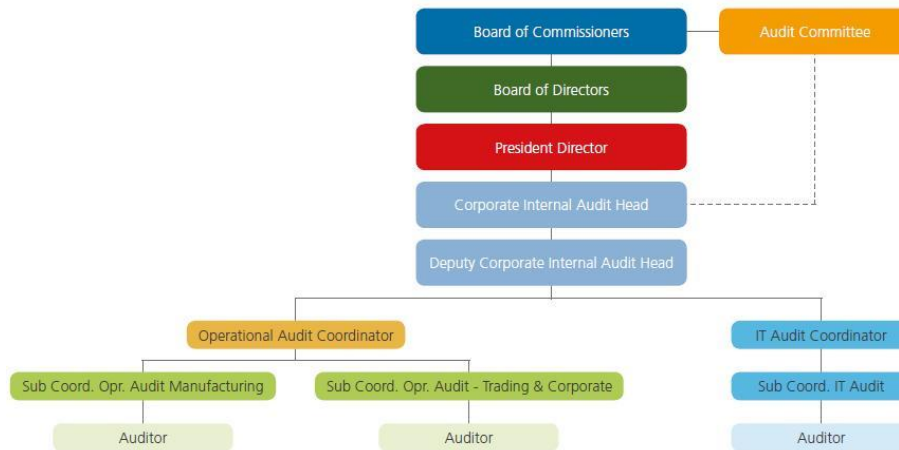 Board of Commissioners
Audit Committee
Board of Directors
President Director
Corporate Internal Audit Head
Deputy Corporate Internal Audit Head
Operational Audit Coordinator
IT Audit Coordinator
Sub Coord. Opr. Audit Manufacturing
Sub Coord. Opr. Audit - Trading & Corporate
Sub Coord. IT Audit
Auditor
Auditor
Auditor